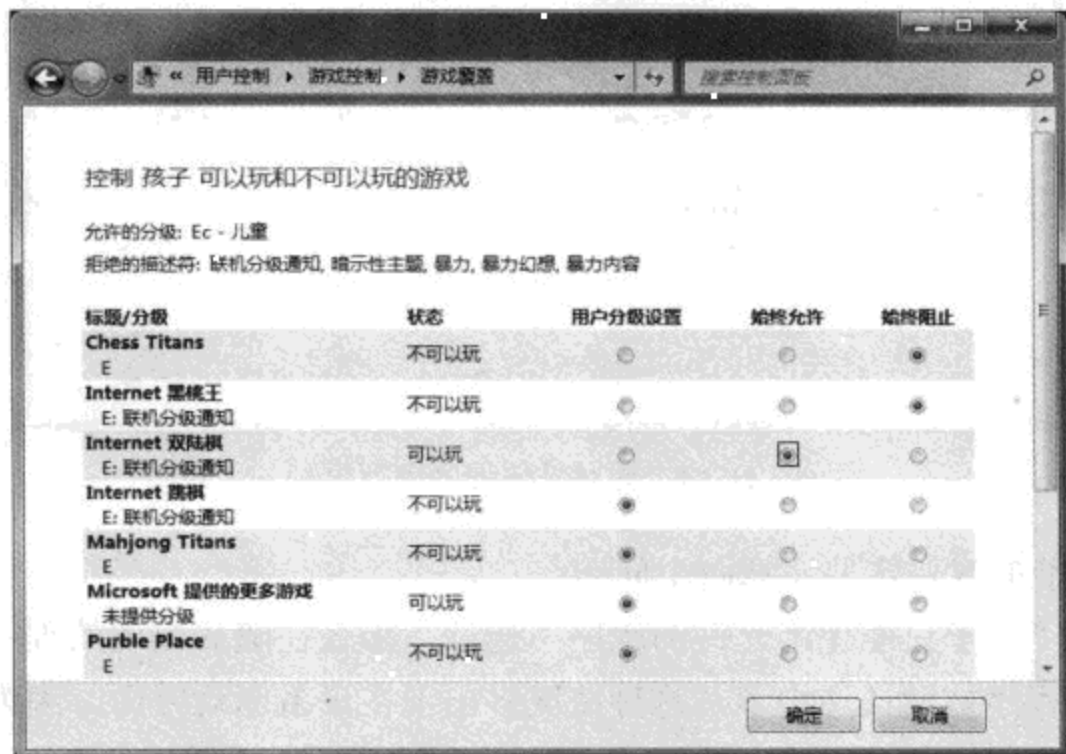 « 用户控制 ▸ 游戏控制 ▸ 游戏覆盖 搜索控制面板
控制 孩子 可以玩和不可以玩的游戏
允许的分级: Ec - 儿童
拒绝的描述符: 联机分级通知, 暗示性主题, 暴力, 暴力幻想, 暴力内容
标题/分级 状态 用户分级设置 始终允许 始终阻止
Chess Titans
E 不可以玩
Internet 黑桃王
E: 联机分级通知 不可以玩
Internet 双陆棋
E: 联机分级通知 可以玩
Internet 跳棋
E: 联机分级通知 不可以玩
Mahjong Titans
E 不可以玩
Microsoft 提供的更多游戏
未提供分级 可以玩
Purble Place
E 不可以玩
确定 取消